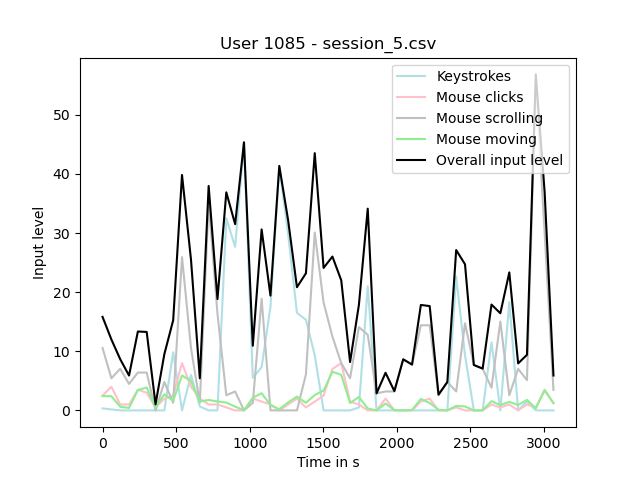 User 1085 - session_5.csv
Keystrokes
Mouse clicks
Mouse scrolling
Mouse moving
Overall input level
50
40
30
20
10
0
Input level
0 500 1000 1500 2000 2500 3000
Time in s